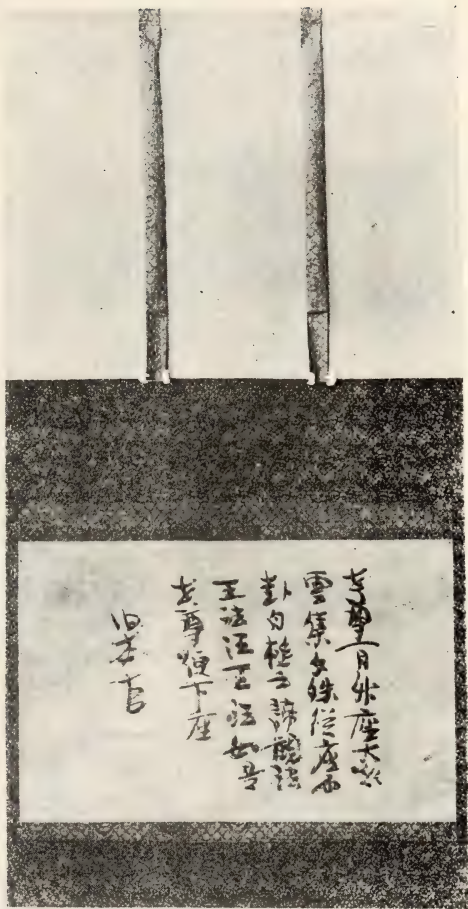 世尊一日升座大衆
雲集文殊從座而
起白槌云諦觀法
王法法王法如是
世尊便下座